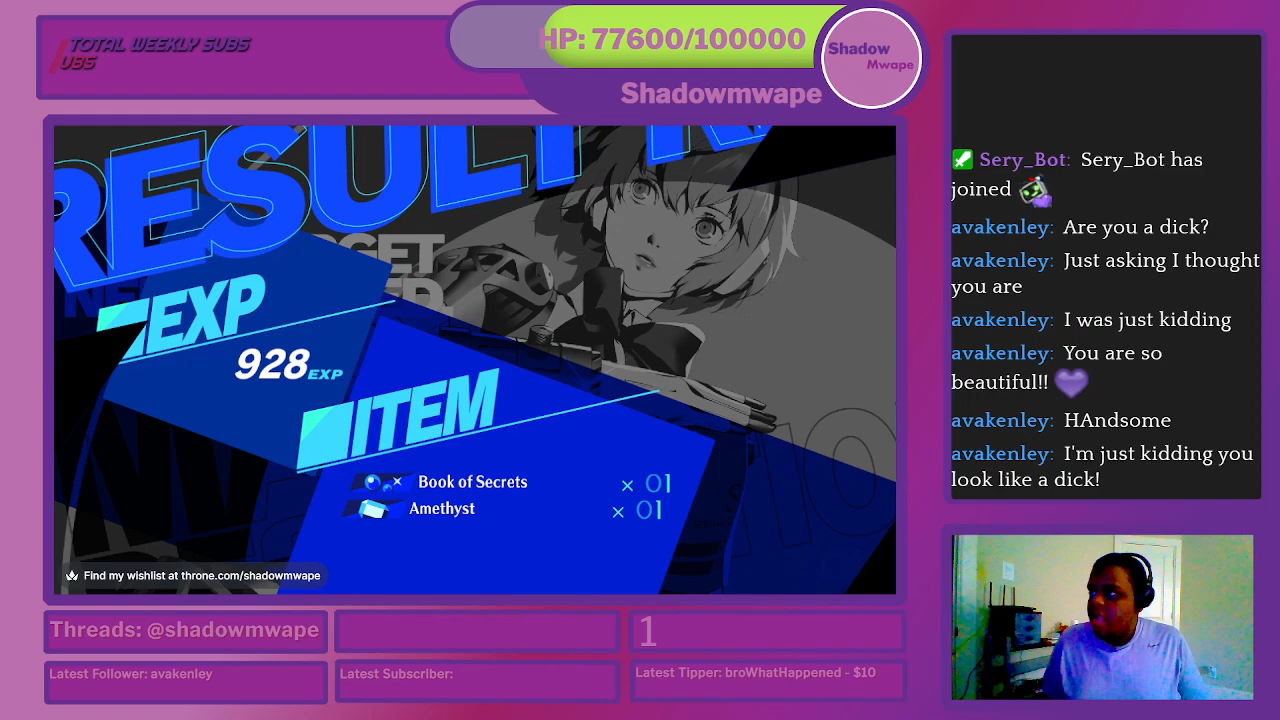 TOTAL WEEKLY SUBS
UBS
HP: 77600/100000
Shadow
Mwape
Shadowmwape
RESULT
EXP
928 EXP
ITEM
Book of Secrets × 01
Amethyst × 01
Find my wishlist at throne.com/shadowmwape
Sery_Bot: Sery_Bot has
joined
avakenley: Are you a dick?
avakenley: Just asking I thought
you are
avakenley: I was just kidding
avakenley: You are so
beautiful!!
avakenley: HAndsome
avakenley: I'm just kidding you
look like a dick!
Threads: @shadowmwape
1
Latest Follower: avakenley
Latest Subscriber:
Latest Tipper: broWhatHappened - $10